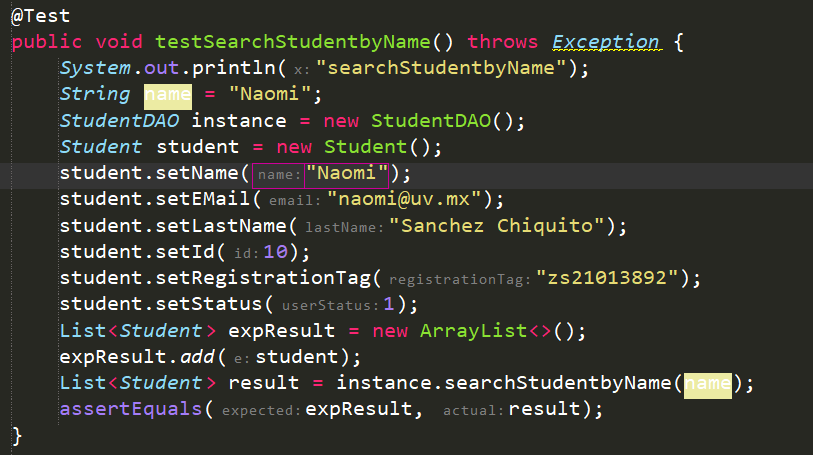 @Test
public void testSearchStudentbyName() throws Exception {
System.out.println( x: "searchStudentbyName");
String name = "Naomi";
StudentDAO instance = new StudentDAO();
Student student = new Student();
student.setName( name: "Naomi");
student.setEMail( email: "naomi@uv.mx");
student.setLastName( lastName: "Sanchez Chiquito");
student.setId( id: 10);
student.setRegistrationTag( registrationTag: "zs21013892");
student.setStatus( userStatus: 1);
List<Student> expResult = new ArrayList<>();
expResult.add( e: student);
List<Student> result = instance.searchStudentbyName(name);
assertEquals( expected: expResult, actual: result);
}